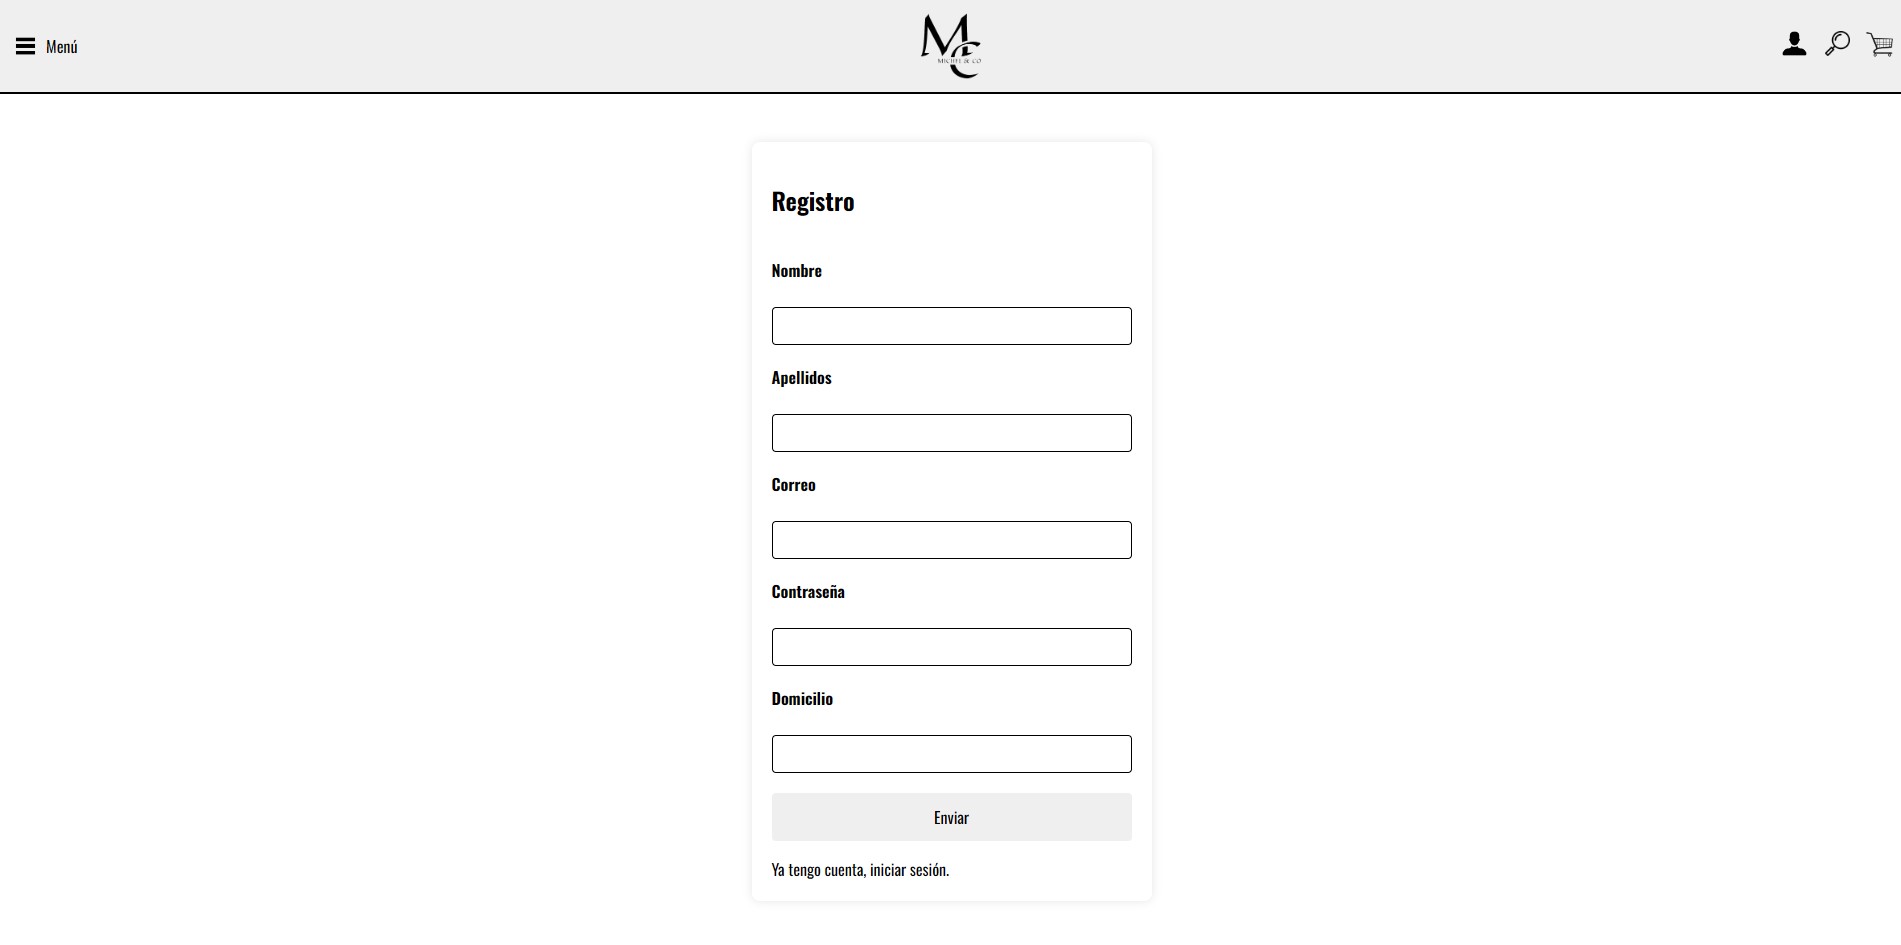 Menú
MC
MICHEL & CO
Registro
Nombre
Apellidos
Correo
Contraseña
Domicilio
Enviar
Ya tengo cuenta, iniciar sesión.